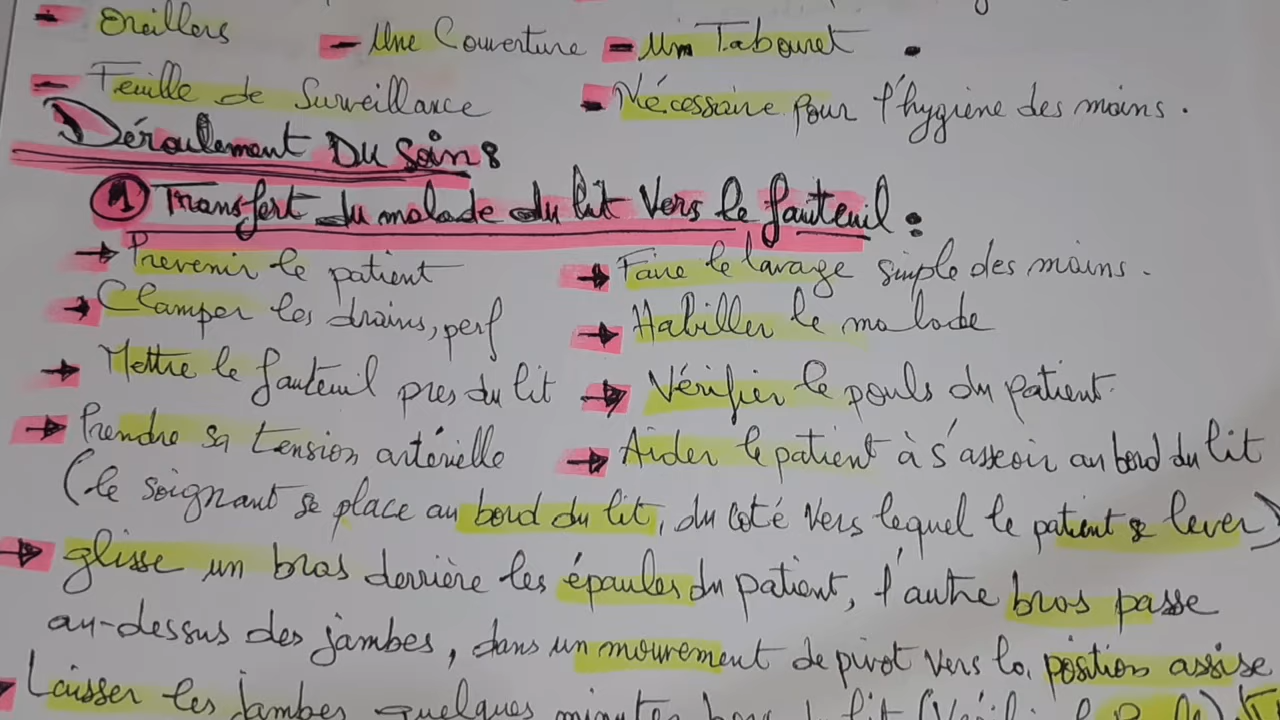 - Oreillers - Une Couverture - Un Tabouret .
- Feuille de Surveillance - Nécessaire pour l'hygiène des mains.
Déroulement Du Soin :
1 Transfert du malade du lit Vers le fauteuil :
→ Prevenir le patient → Faire le lavage simple des mains.
→ Clamper les drains, perf → Habiller le malade
→ Mettre le fauteuil pres du lit → Vérifier le pouls du patient.
→ Prendre sa tension artérielle → Aider le patient à s'asseoir au bord du lit
(le soignant se place au bord du lit, du coté vers lequel le patient se lever)
→ glisse un bras derrière les épaules du patient, l'autre bras passe
au-dessus des jambes, dans un mouvement de pivot vers la position assise
Laisser les jambes quelques minutes hors du lit